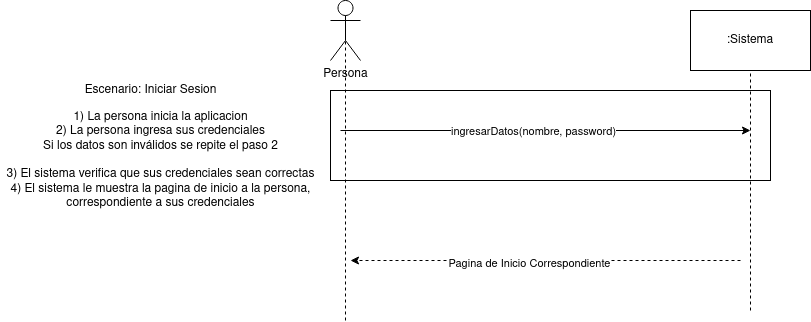 :Sistema
Persona
Escenario: Iniciar Sesion
1) La persona inicia la aplicacion
2) La persona ingresa sus credenciales
Si los datos son inválidos se repite el paso 2
3) El sistema verifica que sus credenciales sean correctas
4) El sistema le muestra la pagina de inicio a la persona,
correspondiente a sus credenciales
ingresarDatos(nombre, password)
Pagina de Inicio Correspondiente